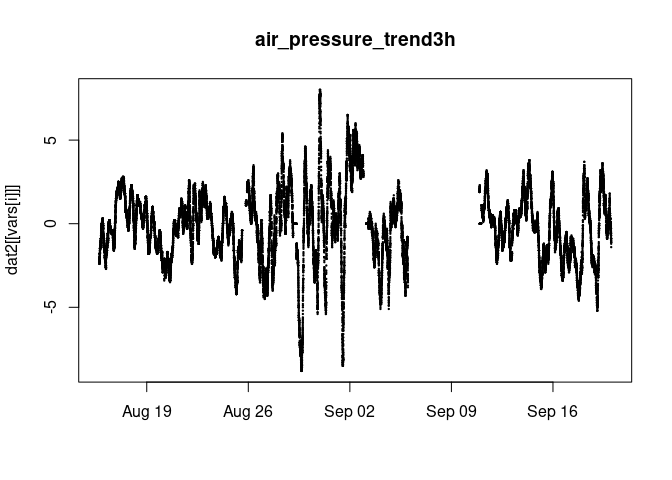 air_pressure_trend3h
dat2[[vars[i]]]
5
0
-5
Aug 19 Aug 26 Sep 02 Sep 09 Sep 16